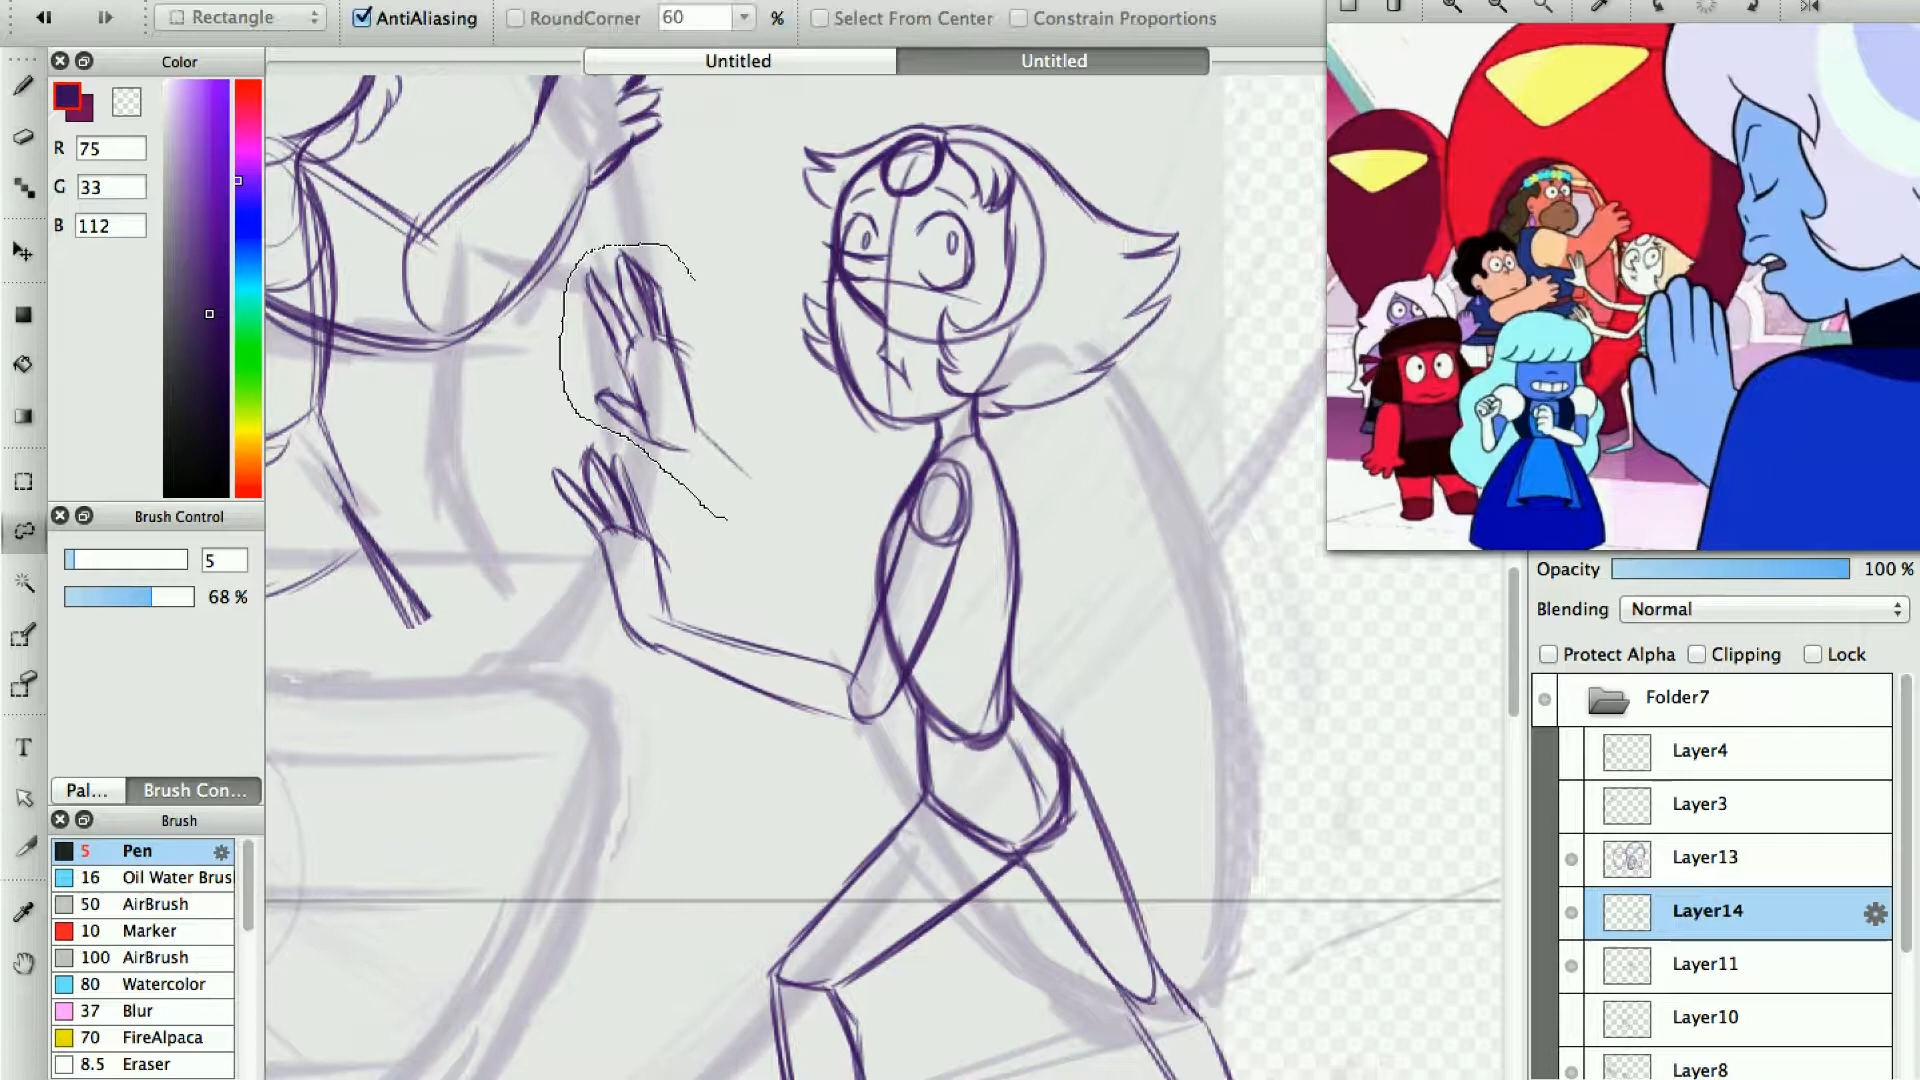 Rectangle
AntiAliasing
RoundCorner
60
%
Select From Center
Constrain Proportions
Untitled
Untitled
Color
R 75
G 33
B 112
Brush Control
5
68 %
Pal...
Brush Con...
Brush
5 Pen
16 Oil Water Brus
50 AirBrush
10 Marker
100 AirBrush
80 Watercolor
37 Blur
70 FireAlpaca
8.5 Eraser
T
Opacity 100 %
Blending Normal
Protect Alpha Clipping Lock
Folder7
Layer4
Layer3
Layer13
Layer14
Layer11
Layer10
Layer8